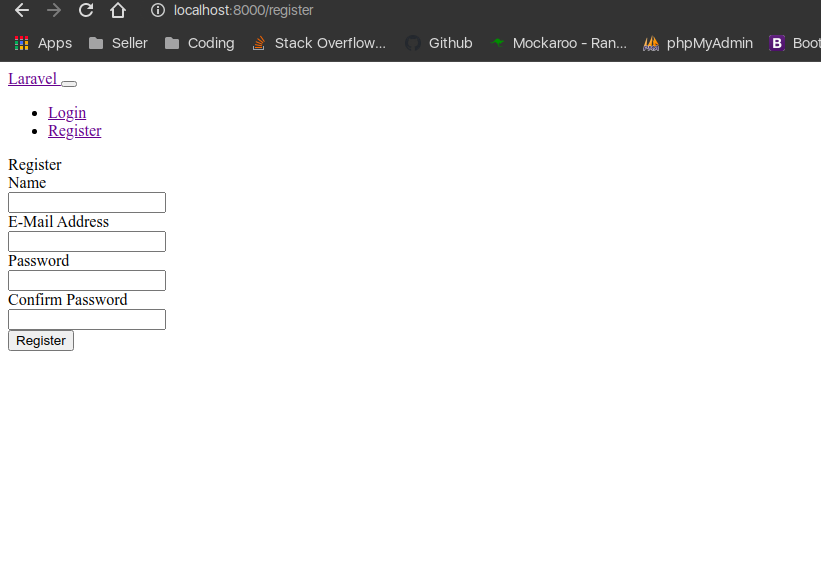 localhost:8000/register
Apps Seller Coding Stack Overflow... Github Mockaroo - Ran... phpMyAdmin B Boot
Laravel
Login
Register
Register
Name
E-Mail Address
Password
Confirm Password
Register